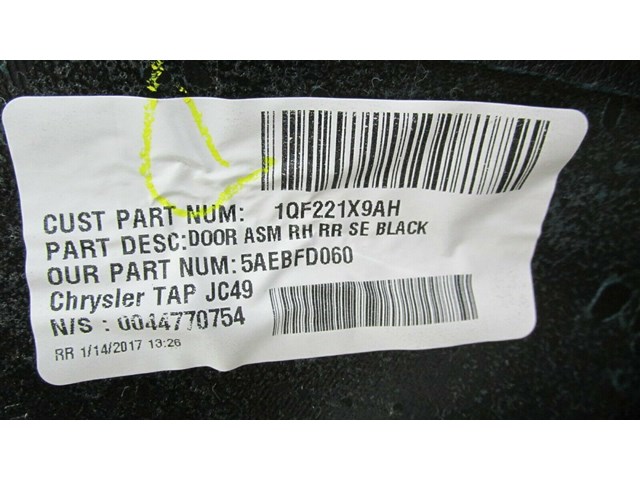 CUST PART NUM: 1QF221X9AH
PART DESC:DOOR ASM RH RR SE BLACK
OUR PART NUM:5AEBFD060
Chrysler TAP JC49
N/S : 0044770754
RR 1/14/2017 13:26